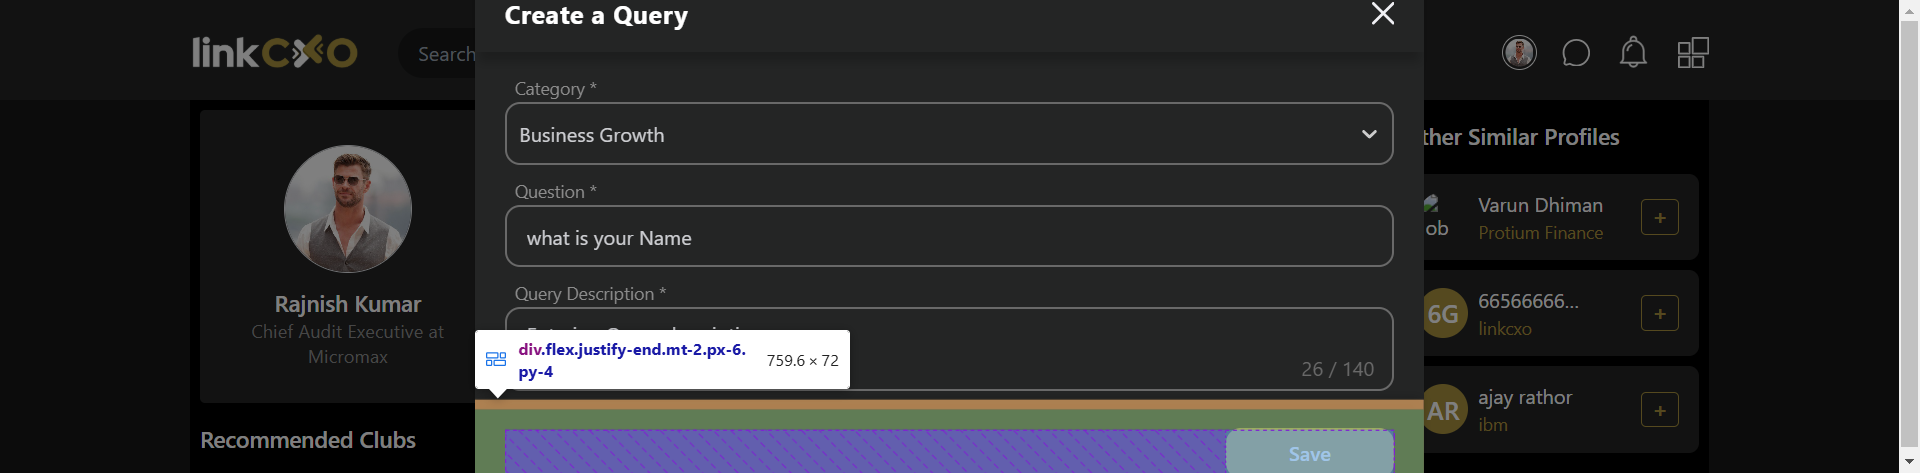 Create a Query
linkcxo
Search
Category *
Business Growth
Question *
what is your Name
Query Description *
26 / 140
div.flex.justify-end.mt-2.px-6.
py-4
759.6 × 72
Save
Rajnish Kumar
Chief Audit Executive at
Micromax
Recommended Clubs
ther Similar Profiles
ob
Varun Dhiman
Protium Finance
+
6G
66566666...
linkcxo
+
AR
ajay rathor
ibm
+